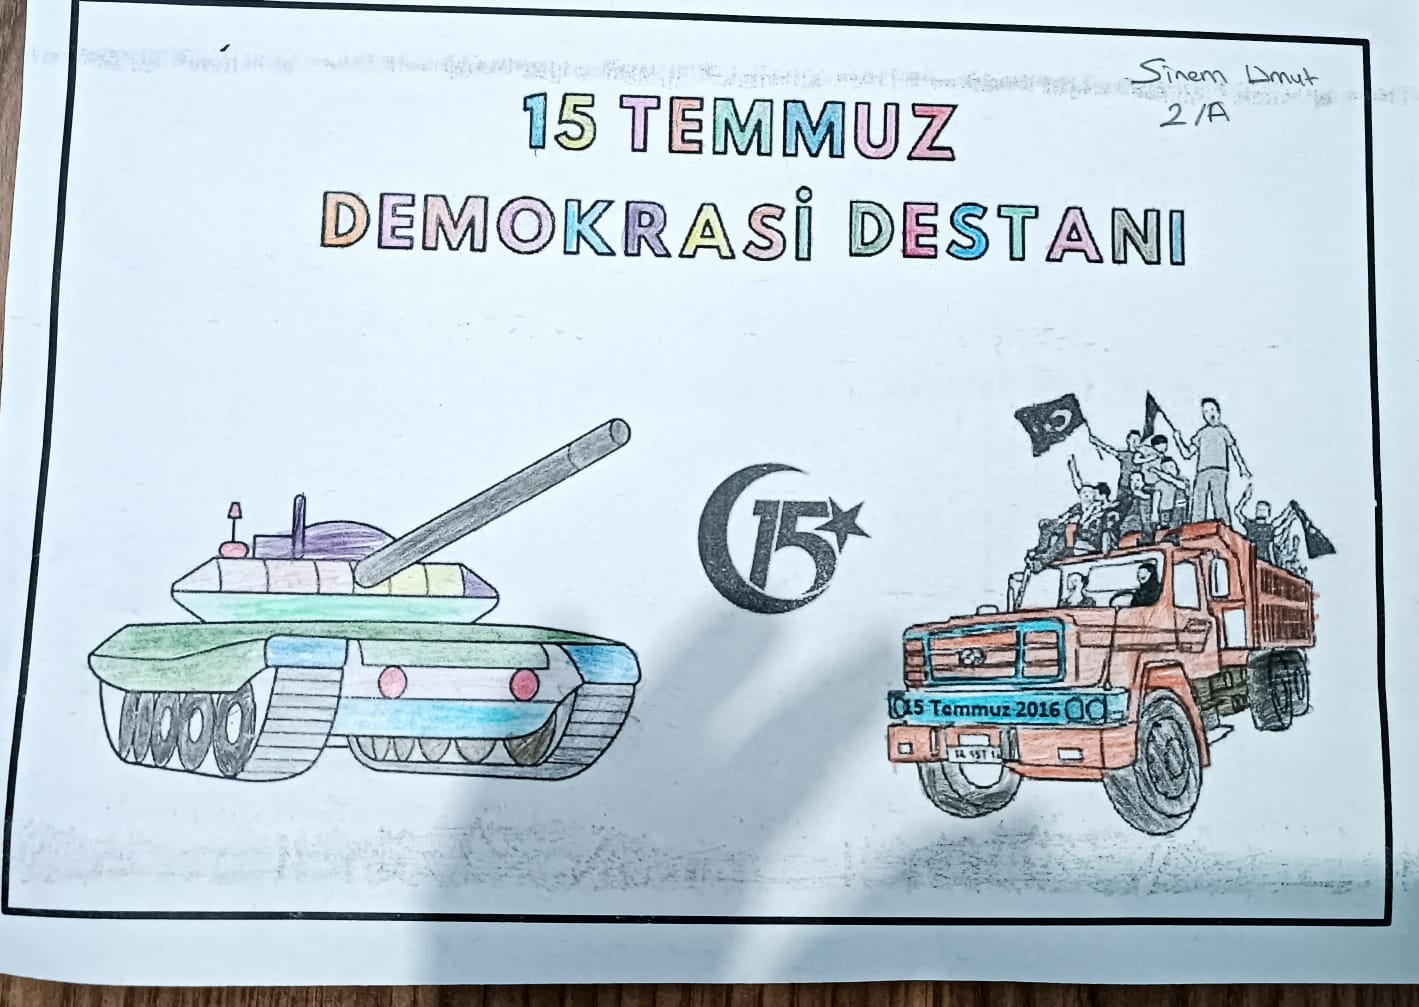 Sinem Umut
2/A
15 TEMMUZ
DEMOKRASİ DESTANI
15
15 Temmuz 2016